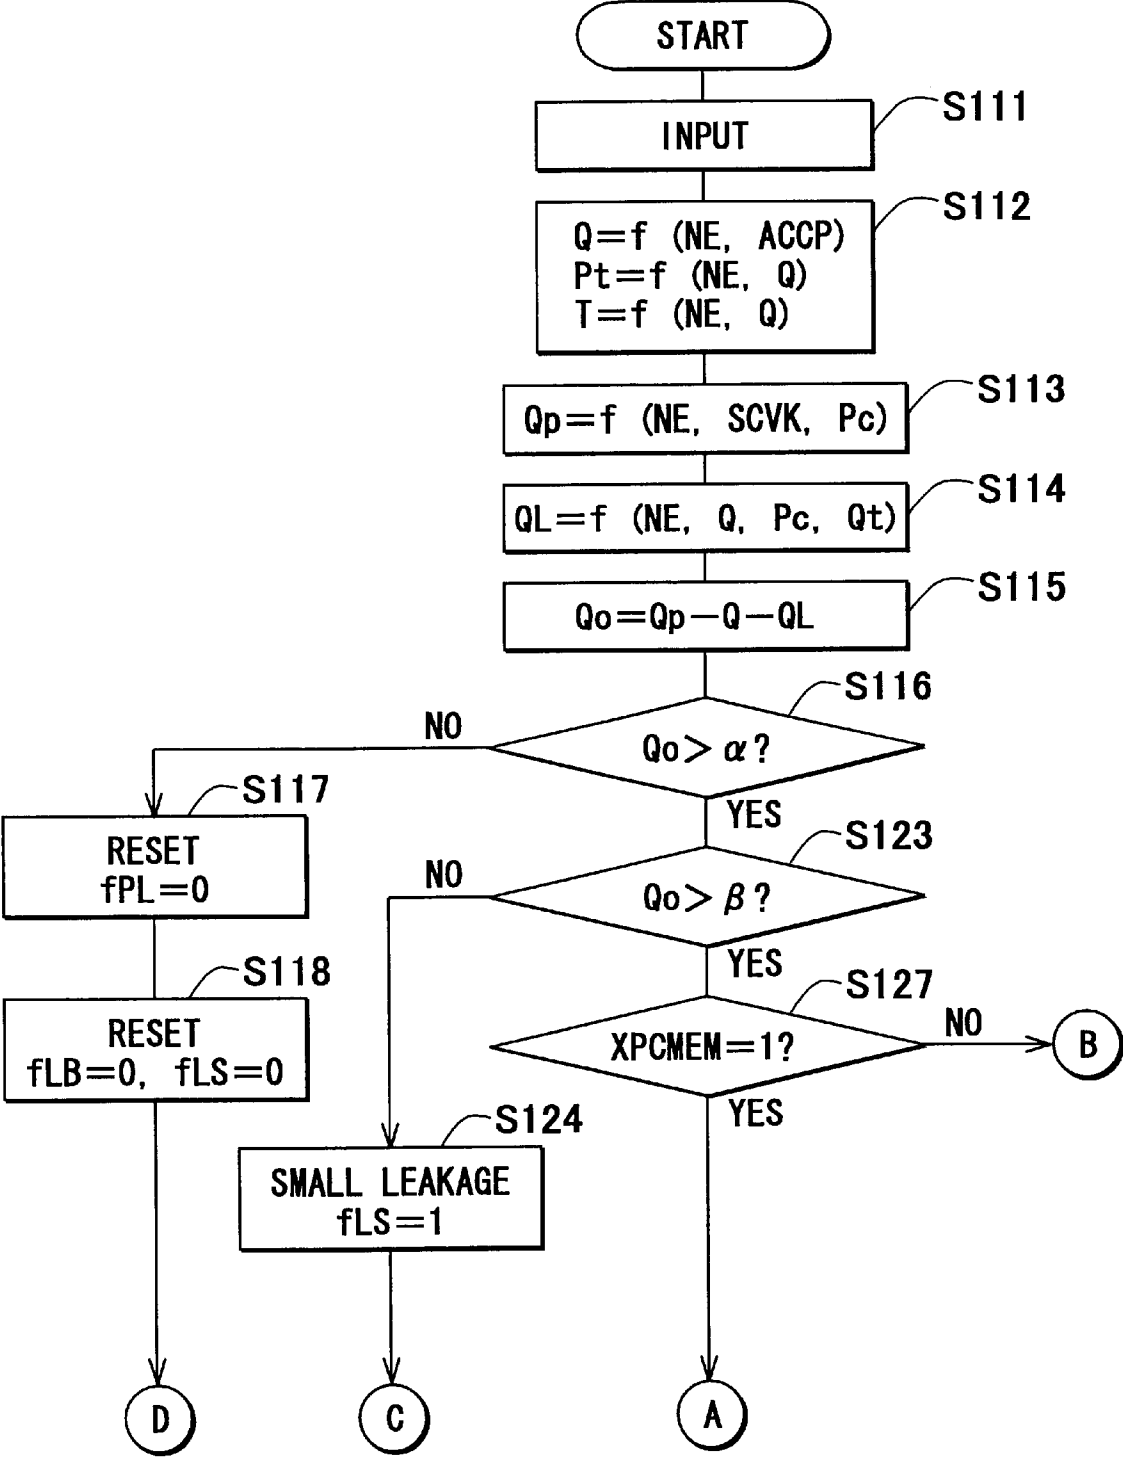 START
S111
INPUT
S112
Q=f (NE, ACCP)
Pt=f (NE, Q)
T=f (NE, Q)
S113
Qp=f (NE, SCVK, Pc)
S114
QL=f (NE, Q, Pc, Qt)
S115
Qo=Qp-Q-QL
S116
NO
Qo>α?
YES
S117
RESET
fPL=0
S123
NO
Qo>β?
YES
S118
RESET
fLB=0, fLS=0
S127
XPCMEM=1?
NO
B
YES
S124
SMALL LEAKAGE
fLS=1
D
C
A